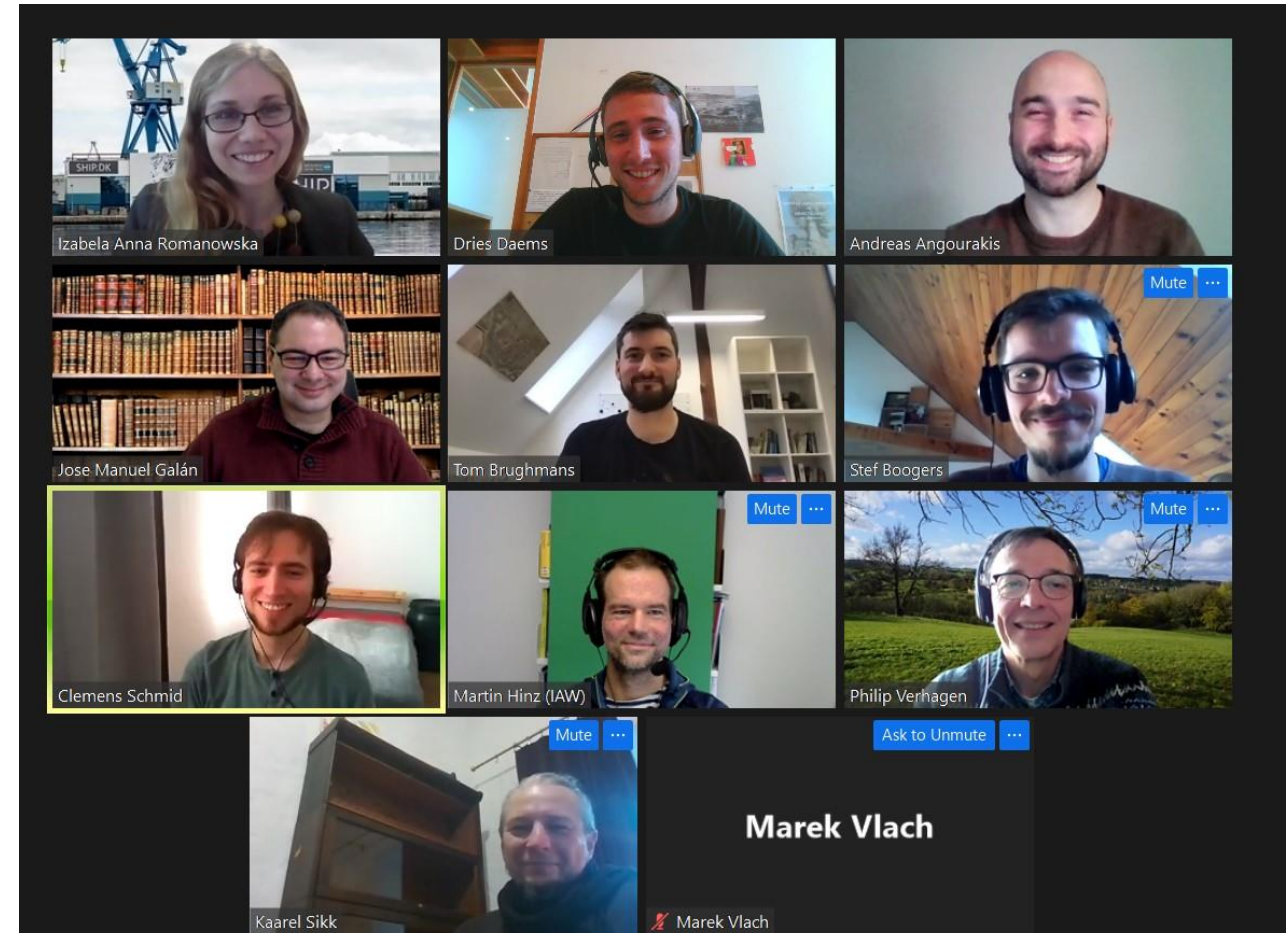 SHIP.DK
HIP
Izabela Anna Romanowska
Dries Daems
Andreas Angourakis
Mute ...
Jose Manuel Galán
Tom Brughmans
Stef Boogers
Mute ...
Mute ...
Clemens Schmid
Martin Hinz (IAW)
Philip Verhagen
Mute ...
Ask to Unmute ...
Marek Vlach
Kaarel Sikk
Marek Vlach